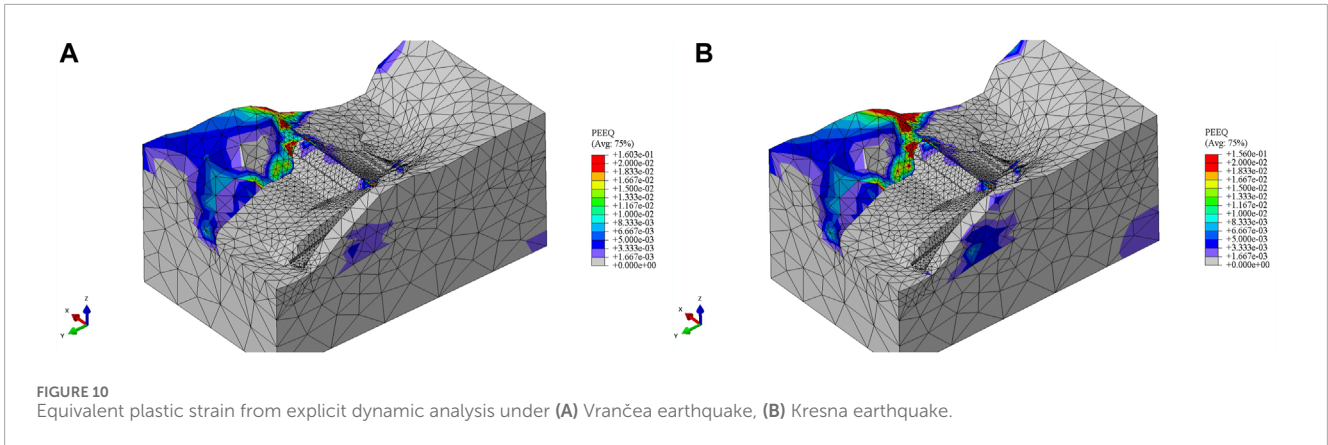 A
PEEQ
(Avg: 75%)
+1.603e-01
+2.000e-02
+1.833e-02
+1.667e-02
+1.500e-02
+1.333e-02
+1.167e-02
+1.000e-02
+8.333e-03
+6.667e-03
+5.000e-03
+3.333e-03
+1.667e-03
+0.000e+00
X
Y
Z
B
PEEQ
(Avg: 75%)
+1.560e-01
+2.000e-02
+1.833e-02
+1.667e-02
+1.500e-02
+1.333e-02
+1.167e-02
+1.000e-02
+8.333e-03
+6.667e-03
+5.000e-03
+3.333e-03
+1.667e-03
+0.000e+00
X
Y
Z
FIGURE 10
Equivalent plastic strain from explicit dynamic analysis under (A) Vrančea earthquake, (B) Kresna earthquake.